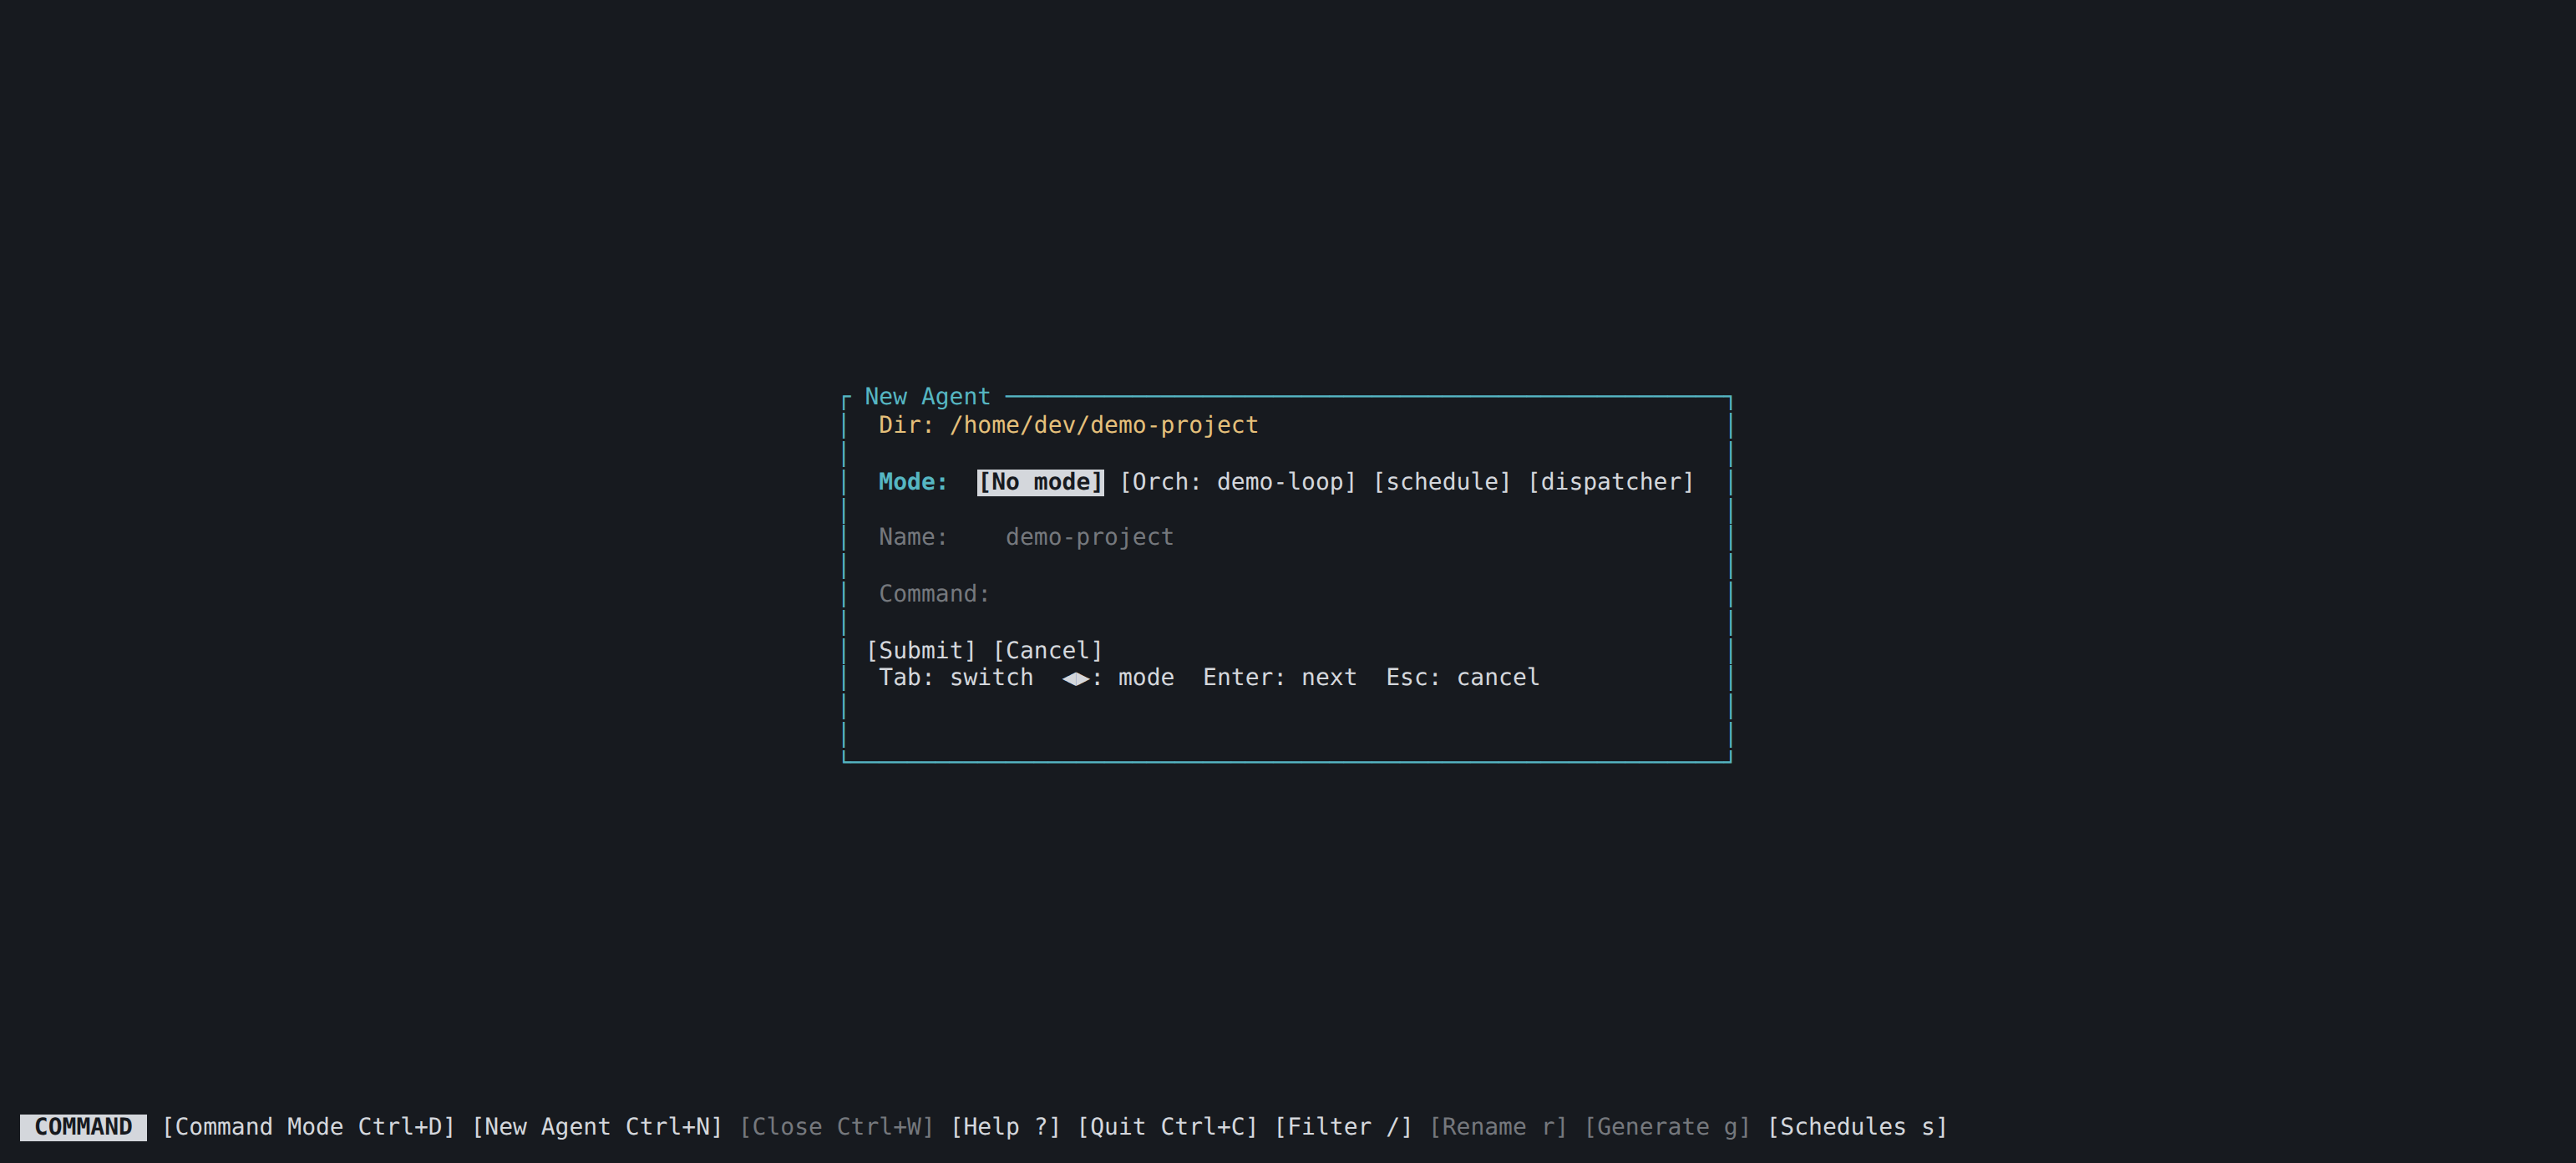 New Agent
Dir: /home/dev/demo-project
Mode:  [No mode] [Orch: demo-loop] [schedule] [dispatcher]
Name:    demo-project
Command:
[Submit] [Cancel]
Tab: switch  ◀▶: mode  Enter: next  Esc: cancel
COMMAND  [Command Mode Ctrl+D] [New Agent Ctrl+N] [Close Ctrl+W] [Help ?] [Quit Ctrl+C] [Filter /] [Rename r] [Generate g] [Schedules s]